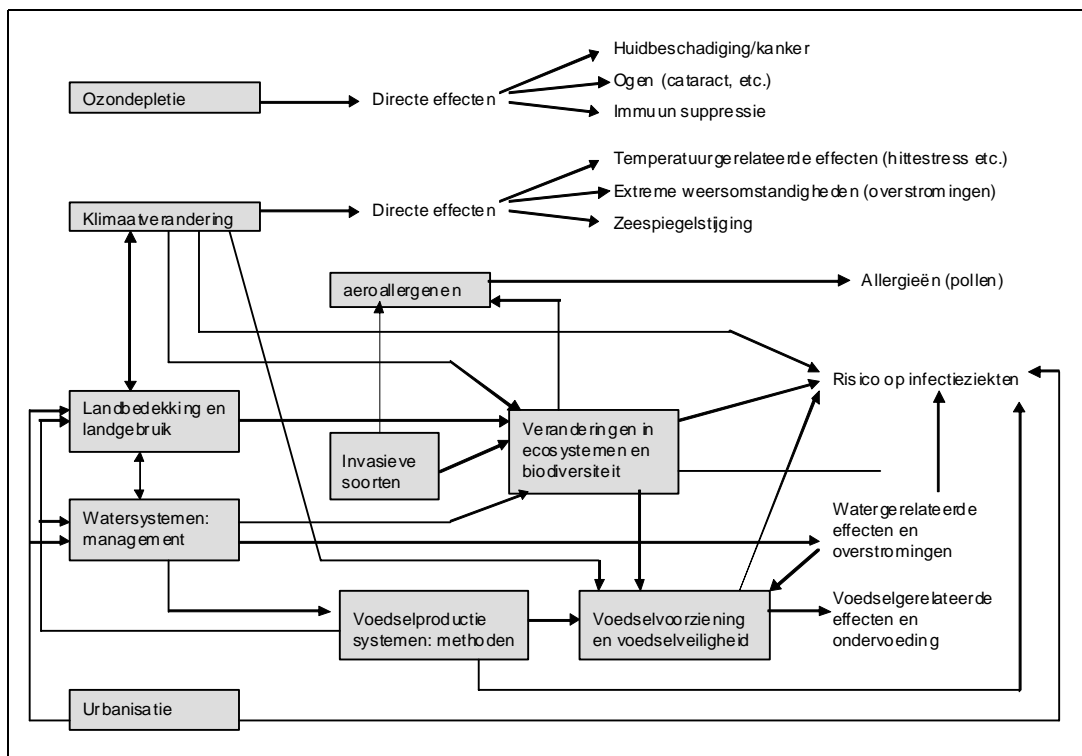 Huidbeschadiging/kanker
Ozondepletie
Directe effecten
Ogen (cataract, etc.)
Immuun suppressie
Temperatuurgerelateerde effecten (hittestress etc.)
Klimaatverandering
Directe effecten
Extreme weersomstandigheden (overstromingen)
Zeespiegelstijging
aeroallergenen
Allergieën (pollen)
Risico op infectieziekten
Landbedekking en
landgebruik
Invasieve
soorten
Veranderingen in
ecosystemen en
biodiversiteit
Watersystemen:
management
Watergerelateerde
effecten en
overstromingen
Voedselproductie
systemen: methoden
Voedselvoorziening
en voedselveiligheid
Voedselgerelateerde
effecten en
ondervoeding
Urbanisatie